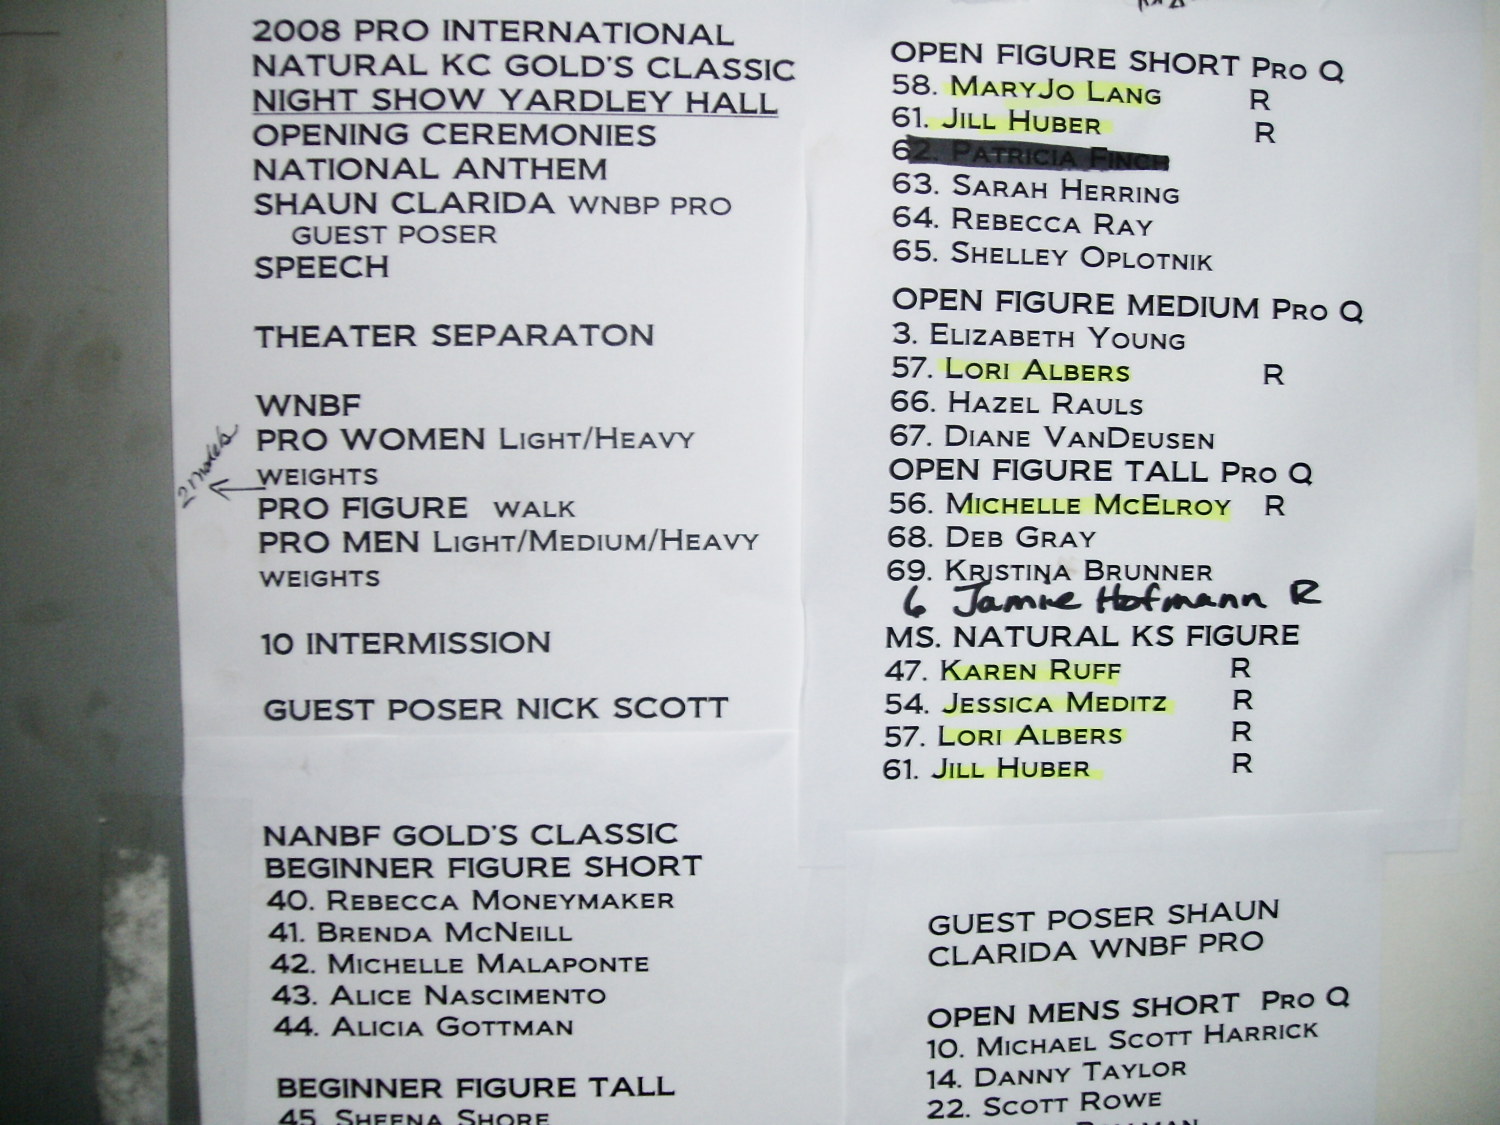 2008 PRO INTERNATIONAL
NATURAL KC GOLD'S CLASSIC
NIGHT SHOW YARDLEY HALL
OPENING CEREMONIES
NATIONAL ANTHEM
SHAUN CLARIDA WNBP PRO
GUEST POSER
SPEECH
THEATER SEPARATON
WNBF
PRO WOMEN LIGHT/HEAVY
WEIGHTS
2 models
PRO FIGURE WALK
PRO MEN LIGHT/MEDIUM/HEAVY
WEIGHTS
10 INTERMISSION
GUEST POSER NICK SCOTT
NANBF GOLD'S CLASSIC
BEGINNER FIGURE SHORT
40. REBECCA MONEYMAKER
41. BRENDA MCNEILL
42. MICHELLE MALAPONTE
43. ALICE NASCIMENTO
44. ALICIA GOTTMAN
BEGINNER FIGURE TALL
45. SHEENA SHORE
OPEN FIGURE SHORT PRO Q
58. MARYJO LANG R
61. JILL HUBER R
62. PATRICIA FINCH
63. SARAH HERRING
64. REBECCA RAY
65. SHELLEY OPLOTNIK
OPEN FIGURE MEDIUM PRO Q
3. ELIZABETH YOUNG
57. LORI ALBERS R
66. HAZEL RAULS
67. DIANE VANDEUSEN
OPEN FIGURE TALL PRO Q
56. MICHELLE MCELROY R
68. DEB GRAY
69. KRISTINA BRUNNER
6 Jamie Hofmann R
MS. NATURAL KS FIGURE
47. KAREN RUFF R
54. JESSICA MEDITZ R
57. LORI ALBERS R
61. JILL HUBER R
GUEST POSER SHAUN
CLARIDA WNBF PRO
OPEN MENS SHORT PRO Q
10. MICHAEL SCOTT HARRICK
14. DANNY TAYLOR
22. SCOTT ROWE